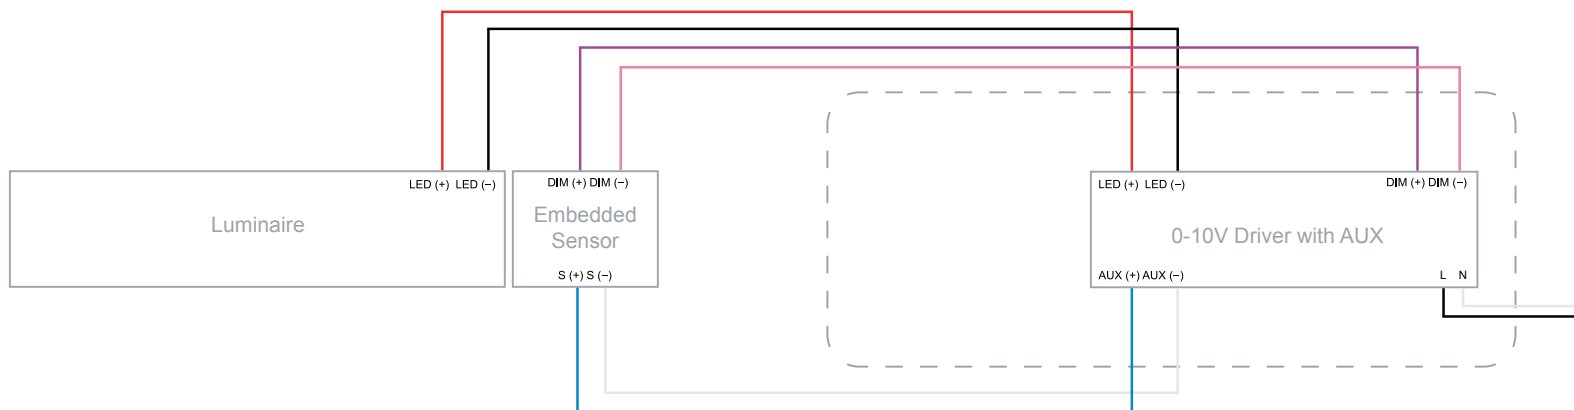 LED (+) LED (−)
Luminaire
DIM (+) DIM (−)
Embedded
Sensor
S (+) S (−)
LED (+) LED (−)
DIM (+) DIM (−)
0-10V Driver with AUX
AUX (+) AUX (−)
L N